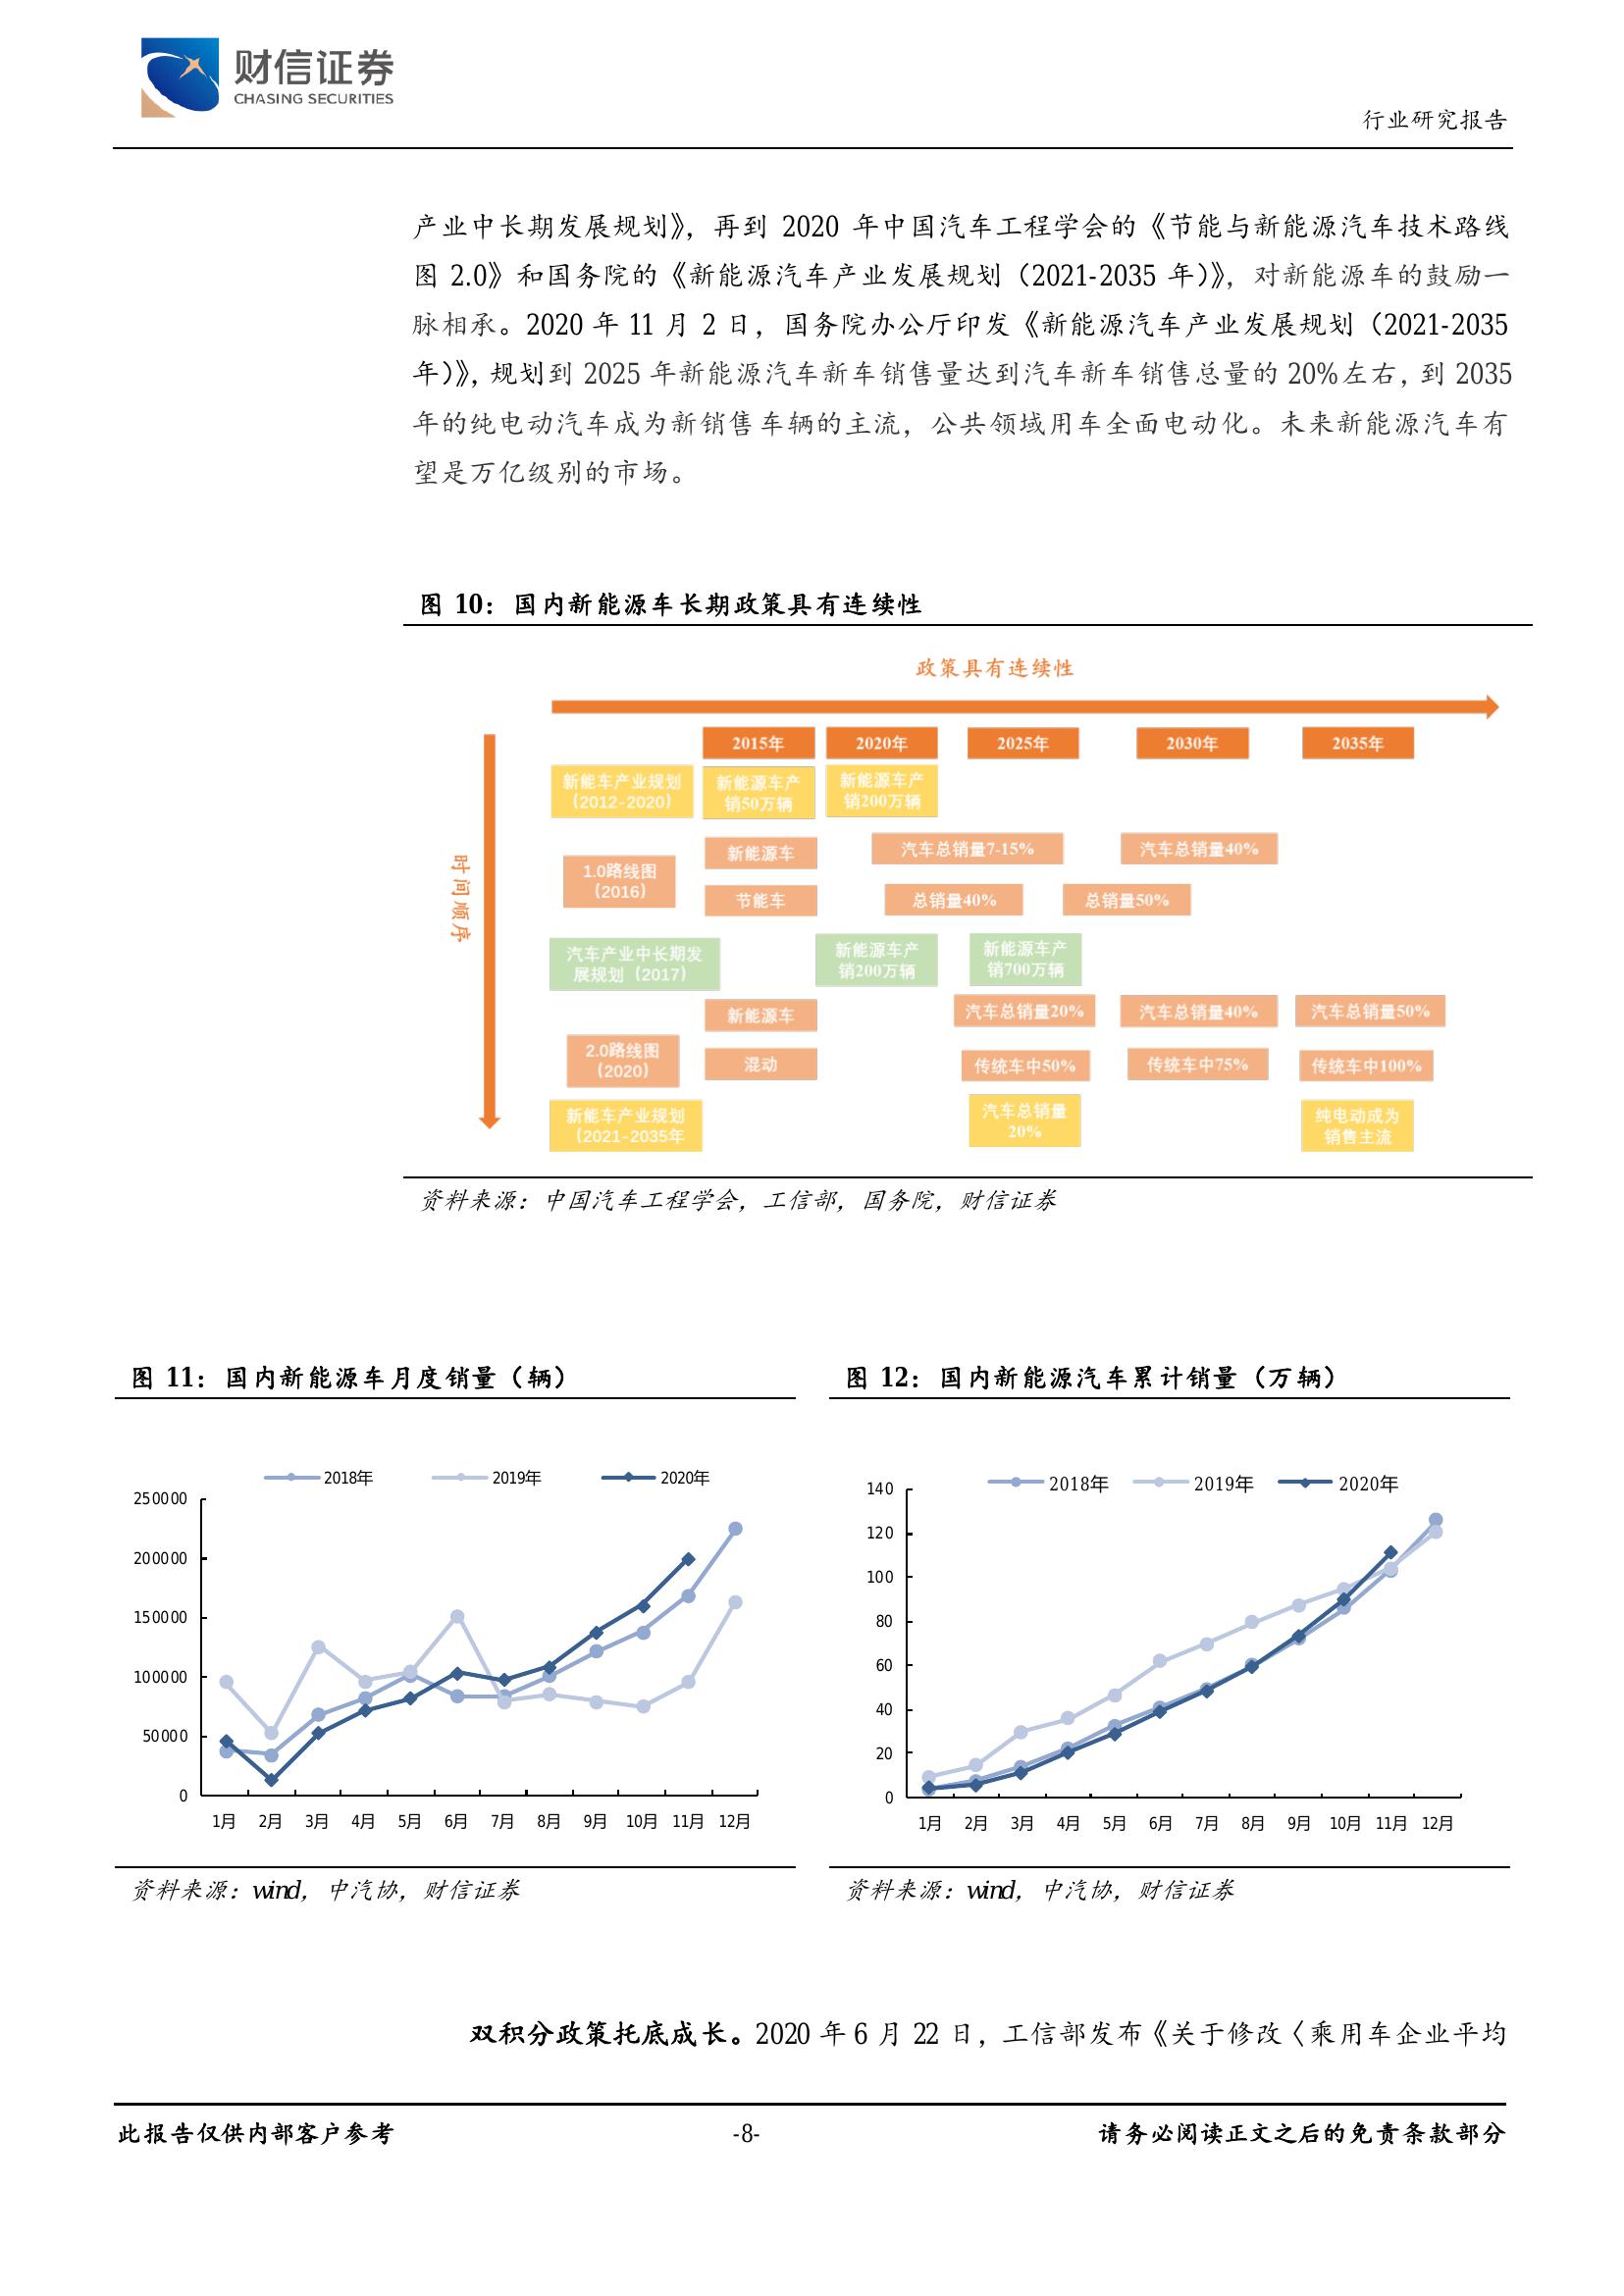 财信证券
CHASING SECURITIES
行业研究报告
产业中长期发展规划》，再到 2020 年中国汽车工程学会的《节能与新能源汽车技术路线
图 2.0》和国务院的《新能源汽车产业发展规划（2021-2035 年）》，对新能源车的鼓励一
脉相承。2020 年 11 月 2 日，国务院办公厅印发《新能源汽车产业发展规划（2021-2035
年）》，规划到 2025 年新能源汽车新车销售量达到汽车新车销售总量的 20%左右，到 2035
年的纯电动汽车成为新销售车辆的主流，公共领域用车全面电动化。未来新能源汽车有
望是万亿级别的市场。
图 10：国内新能源车长期政策具有连续性
政策具有连续性
时间顺序
2015年 2020年 2025年 2030年 2035年
新能车产业规划
（2012-2020）
新能源车产
销50万辆
新能源车产
销200万辆
1.0路线图
（2016）
新能源车 汽车总销量7-15% 汽车总销量40%
节能车 总销量40% 总销量50%
汽车产业中长期发
展规划（2017）
新能源车产
销200万辆
新能源车产
销700万辆
新能源车 汽车总销量20% 汽车总销量40% 汽车总销量50%
2.0路线图
（2020）
混动 传统车中50% 传统车中75% 传统车中100%
新能车产业规划
（2021-2035年
汽车总销量
20%
纯电动成为
销售主流
资料来源：中国汽车工程学会，工信部，国务院，财信证券
图 11：国内新能源车月度销量（辆）
2018年 2019年 2020年
250000
200000
150000
100000
50000
0
1月 2月 3月 4月 5月 6月 7月 8月 9月 10月 11月 12月
资料来源：wind，中汽协，财信证券
图 12：国内新能源汽车累计销量（万辆）
2018年 2019年 2020年
140
120
100
80
60
40
20
0
1月 2月 3月 4月 5月 6月 7月 8月 9月 10月 11月 12月
资料来源：wind，中汽协，财信证券
双积分政策托底成长。2020 年 6 月 22 日，工信部发布《关于修改〈乘用车企业平均
此报告仅供内部客户参考
-8-
请务必阅读正文之后的免责条款部分